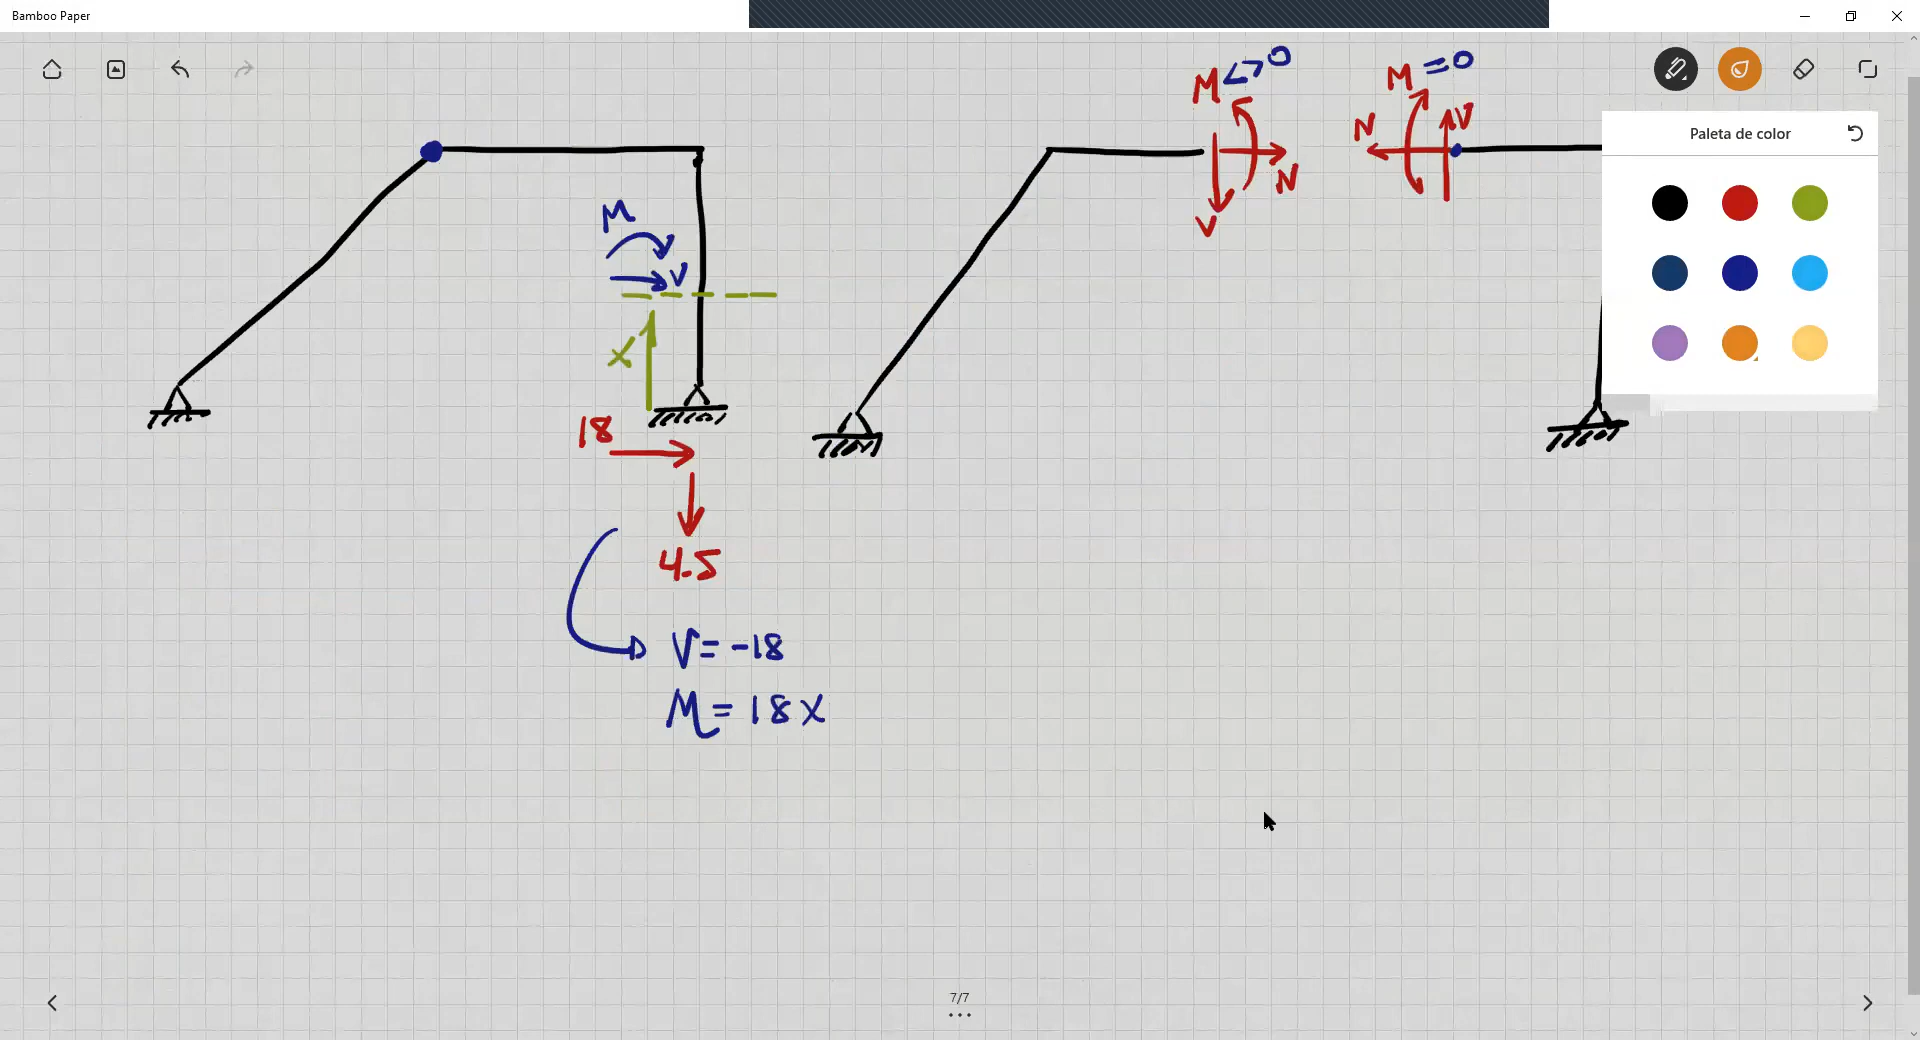 Bamboo Paper
M<>0
M=0
N
V
N
V
Paleta de color
M
V
X
18
4.5
V=-18
M=18X
7/7